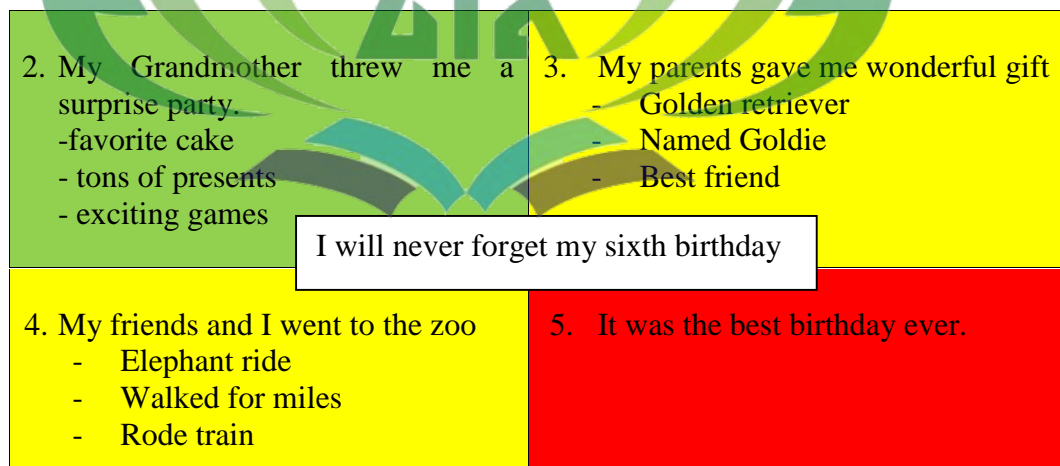 2. My Grandmother threw me a
surprise party.
-favorite cake
- tons of presents
- exciting games
3. My parents gave me wonderful gift
- Golden retriever
- Named Goldie
- Best friend
I will never forget my sixth birthday
4. My friends and I went to the zoo
- Elephant ride
- Walked for miles
- Rode train
5. It was the best birthday ever.